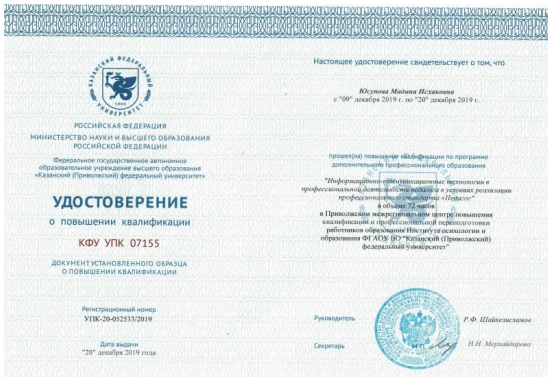 КАЗАНСКИЙ ФЕДЕРАЛЬНЫЙ УНИВЕРСИТЕТ
1804
РОССИЙСКАЯ ФЕДЕРАЦИЯ
МИНИСТЕРСТВО НАУКИ И ВЫСШЕГО ОБРАЗОВАНИЯ
РОССИЙСКОЙ ФЕДЕРАЦИИ
Федеральное государственное автономное
образовательное учреждение высшего образования
«Казанский (Приволжский) федеральный университет»
УДОСТОВЕРЕНИЕ
о повышении квалификации
КФУ УПК 07155
ДОКУМЕНТ УСТАНОВЛЕННОГО ОБРАЗЦА
О ПОВЫШЕНИИ КВАЛИФИКАЦИИ
Регистрационный номер
УПК-20-052533/2019
Дата выдачи
"20" декабря 2019 года
Настоящее удостоверение свидетельствует о том, что
Юсупова Мадина Исхаковна
с "09" декабря 2019 г. по "20" декабря 2019 г.
прошел(а) повышение квалификации по программе
дополнительного профессионального образования
"Информационно-коммуникационные технологии в
профессиональной деятельности педагога в условиях реализации
профессионального стандарта «Педагог"
в объеме 72 часов
в Приволжском межрегиональном центре повышения
квалификации и профессиональной переподготовки
работников образования Института психологии и
образования ФГАОУ ВО "Казанский (Приволжский)
федеральный университет"
Руководитель
Р.Ф. Шайхелисламов
Секретарь
М.П.